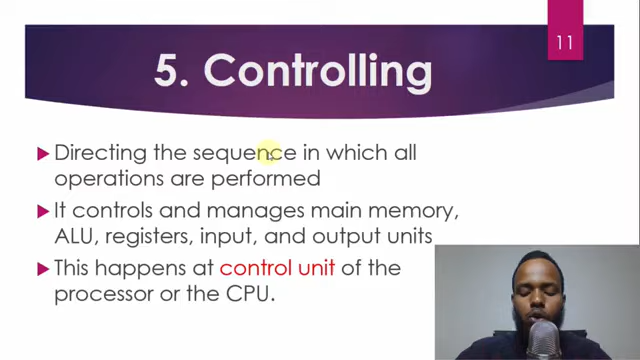 11
5. Controlling
Directing the sequence in which all
operations are performed
It controls and manages main memory,
ALU, registers, input, and output units
This happens at control unit of the
processor or the CPU.